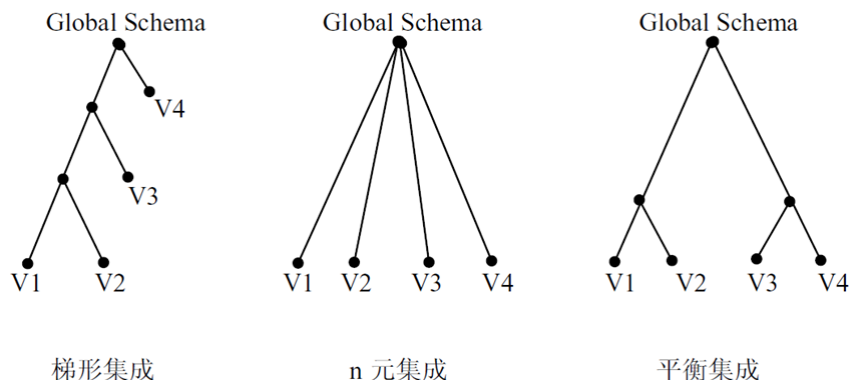 Global Schema
V4
V3
V1 V2
梯形集成
Global Schema
V1 V2 V3 V4
n 元集成
Global Schema
V1 V2 V3 V4
平衡集成